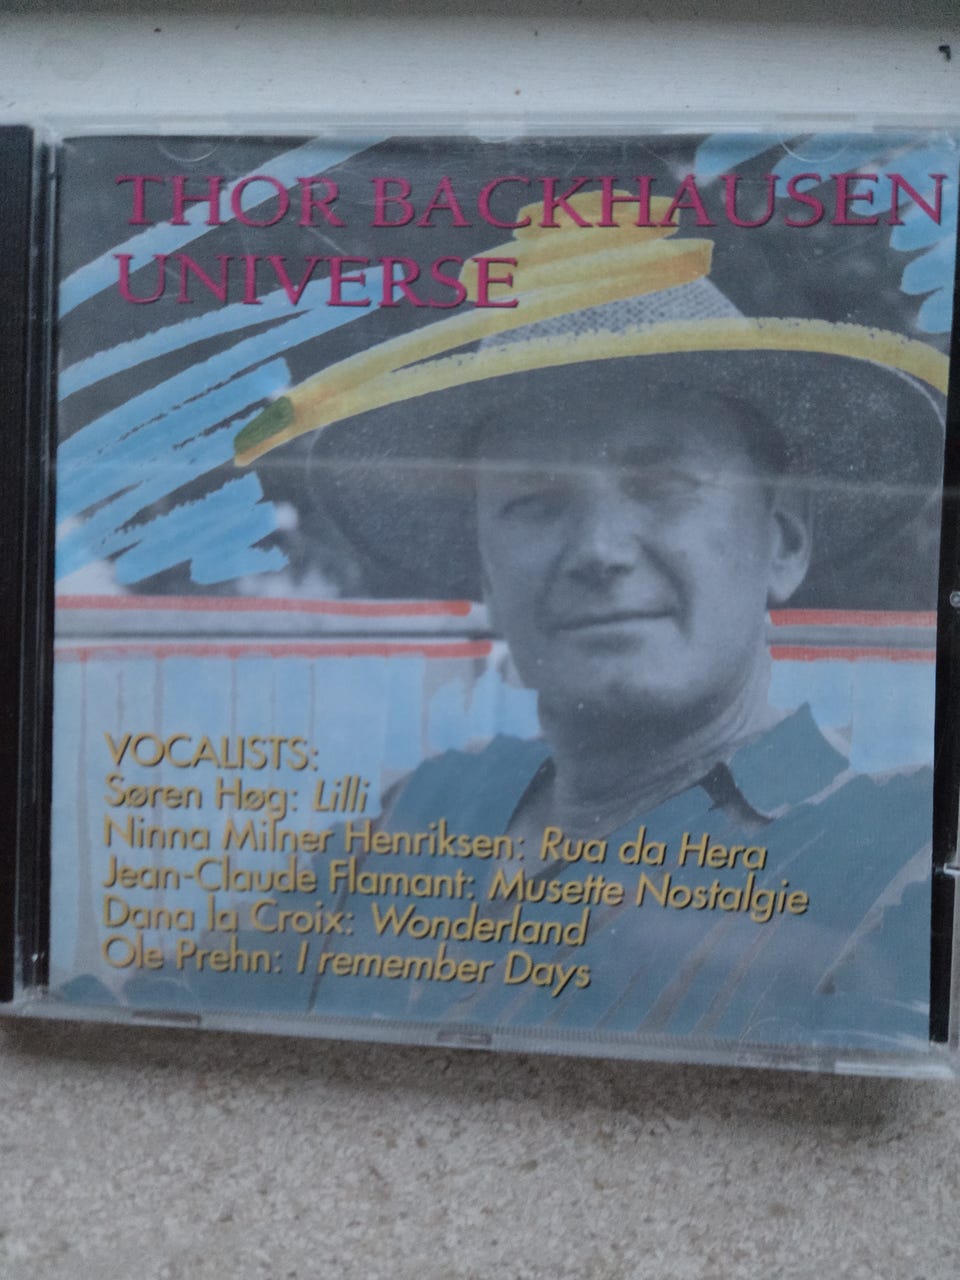 THOR BACKHAUSEN
UNIVERSE
VOCALISTS:
Søren Høg: Lilli
Ninna Milner Henriksen: Rua da Hera
Jean-Claude Flamant: Musette Nostalgie
Dana la Croix: Wonderland
Ole Prehn: I remember Days